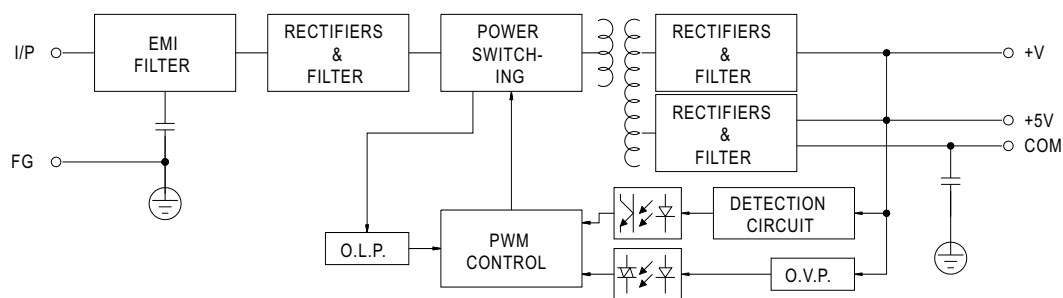 I/P
EMI
FILTER
RECTIFIERS
&
FILTER
POWER
SWITCH-
ING
RECTIFIERS
&
FILTER
+V
RECTIFIERS
&
FILTER
+5V
COM
FG
DETECTION
CIRCUIT
O.L.P.
PWM
CONTROL
O.V.P.